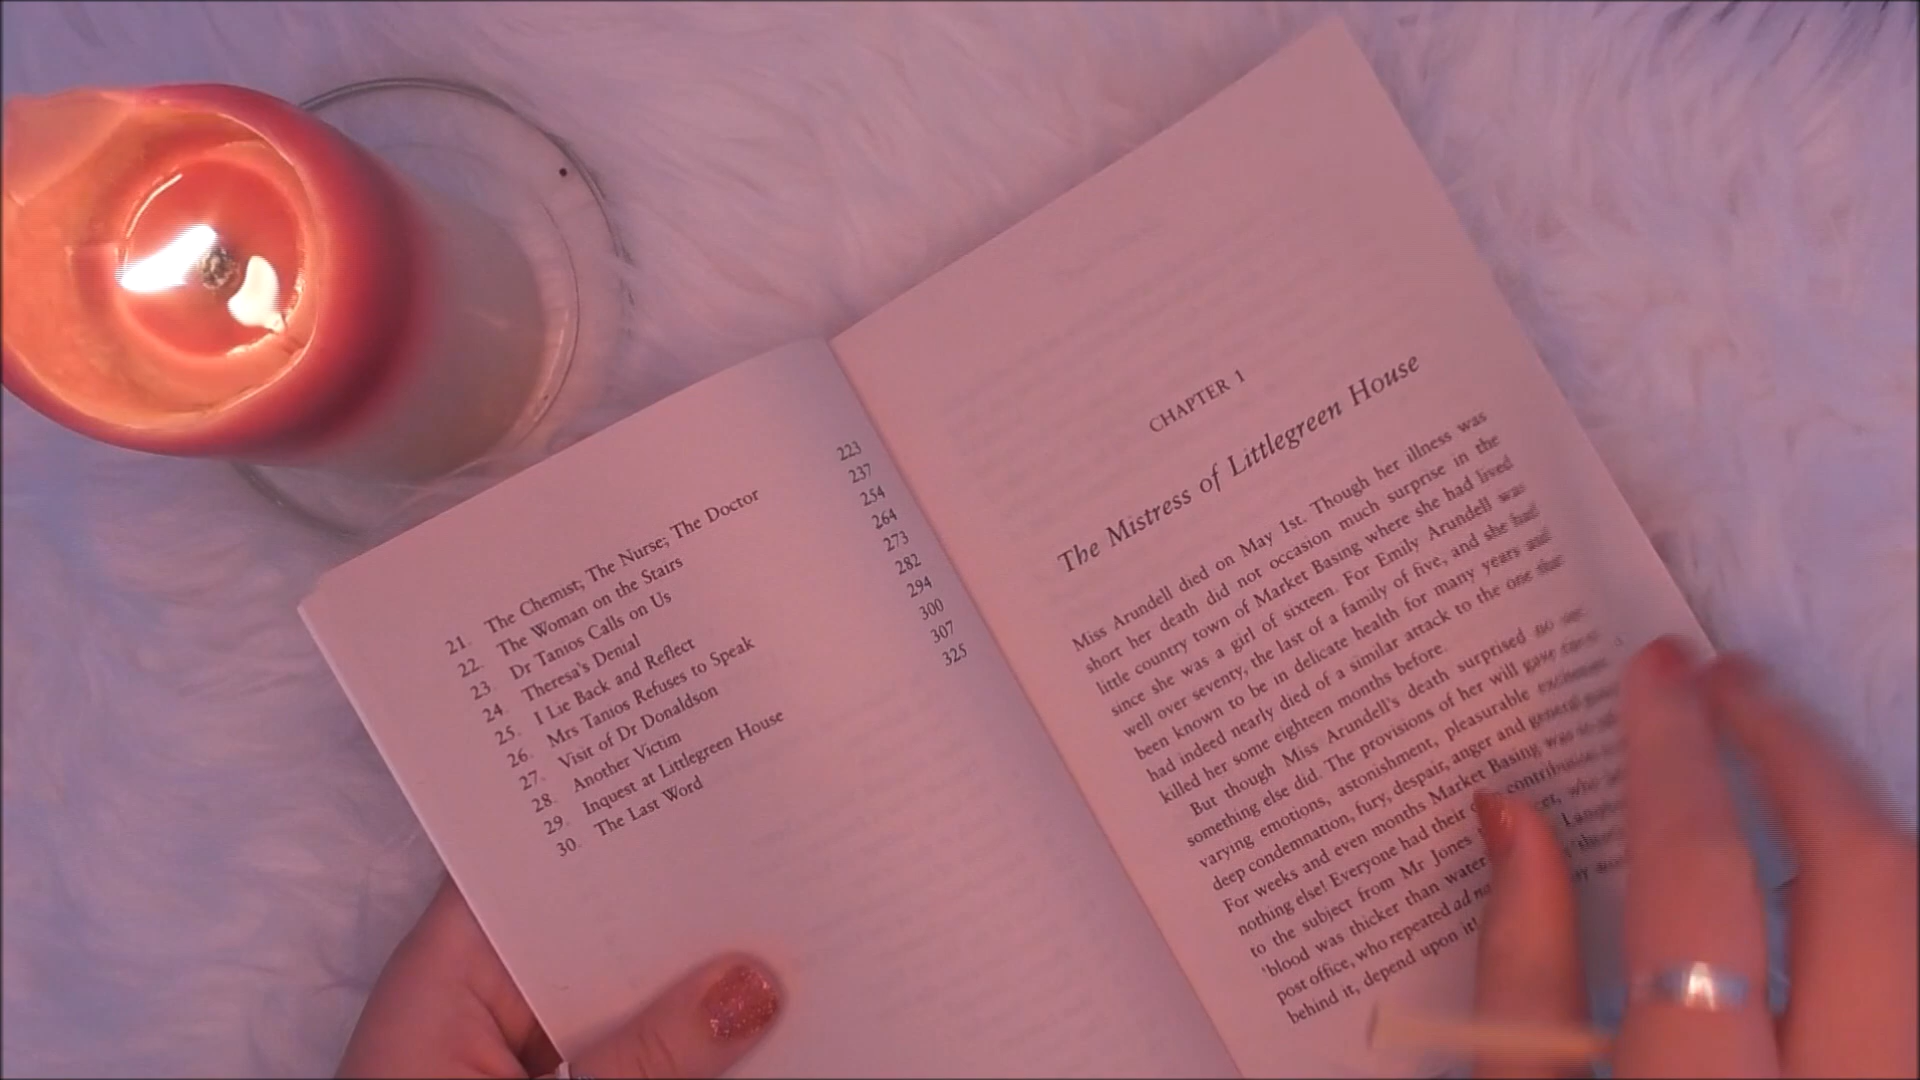 21. The Chemist; The Nurse; The Doctor 223
22. The Woman on the Stairs 237
23. Dr Tanios Calls on Us 254
24. Theresa's Denial 264
25. I Lie Back and Reflect 273
26. Mrs Tanios Refuses to Speak 282
27. Visit of Dr Donaldson 294
28. Another Victim 300
29. Inquest at Littlegreen House 307
30. The Last Word 325
CHAPTER 1
The Mistress of Littlegreen House
Miss Arundell died on May 1st. Though her illness was
short her death did not occasion much surprise in the
little country town of Market Basing where she had lived
since she was a girl of sixteen. For Emily Arundell was
well over seventy, the last of a family of five, and she had
been known to be in delicate health for many years and
had indeed nearly died of a similar attack to the one that
killed her some eighteen months before.
But though Miss Arundell's death surprised no one,
something else did. The provisions of her will gave
varying emotions, astonishment, pleasurable excitement,
deep condemnation, fury, despair, anger and general
For weeks and even months Market Basing was to
nothing else! Everyone had their contribution
to the subject from Mr Jones
'blood was thicker than water
post office, who repeated ad
behind it, depend upon it!